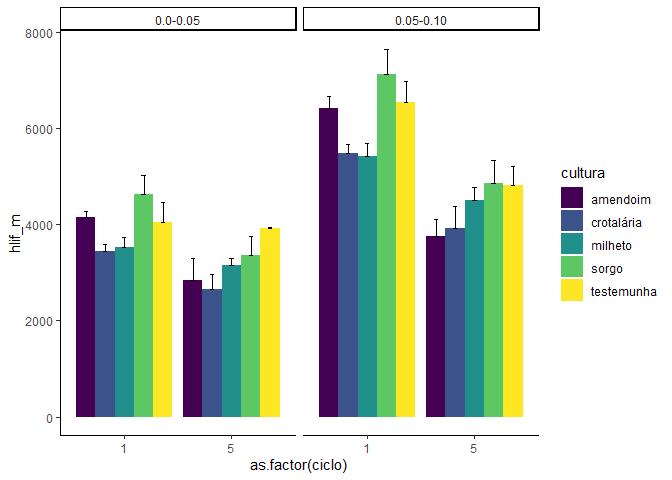 0.0-0.05
0.05-0.10
8000
6000
4000
2000
0
hlif_m
1
5
1
5
as.factor(ciclo)
cultura
amendoim
crotalária
milheto
sorgo
testemunha